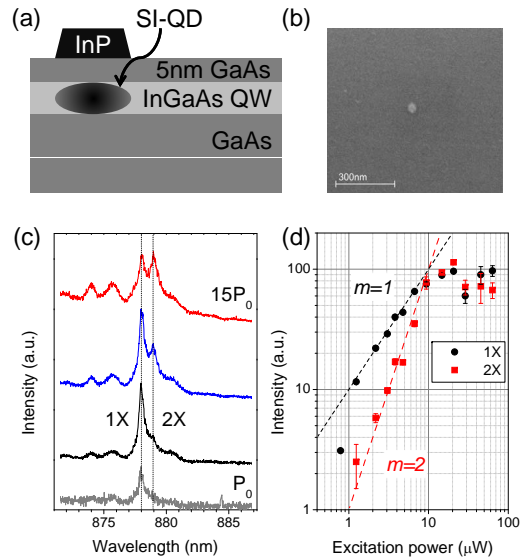 (a)
SI-QD
InP
5nm GaAs
InGaAs QW
GaAs
(b)
300nm
(c)
Intensity (a.u.)
15P0
1X 2X
P0
875 880 885
Wavelength (nm)
(d)
Intensity (a.u.)
100
10
1
m=1
1X
2X
m=2
1 10 100
Excitation power (μW)